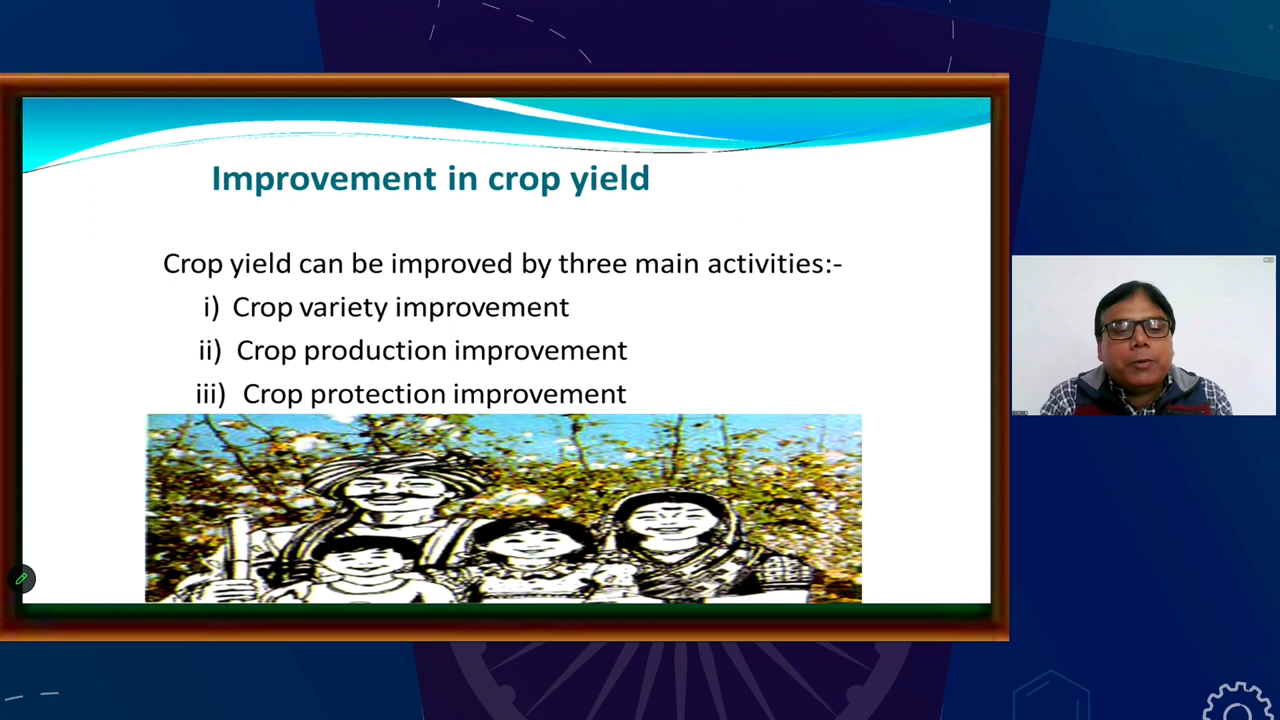 Improvement in crop yield
Crop yield can be improved by three main activities:-
i) Crop variety improvement
ii) Crop production improvement
iii) Crop protection improvement